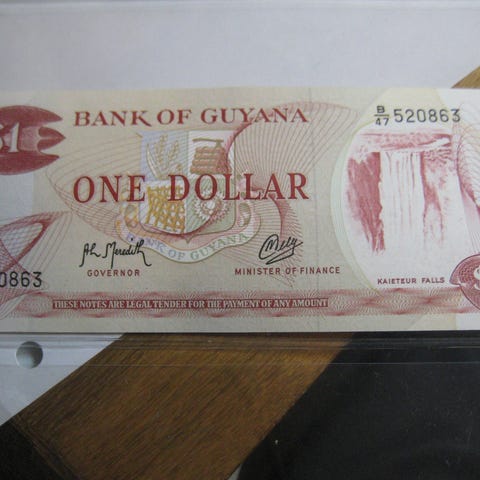 $1
BANK OF GUYANA
B/47 520863
ONE DOLLAR
BANK OF GUYANA
GOVERNOR
MINISTER OF FINANCE
0863
KAIETEUR FALLS
THESE NOTES ARE LEGAL TENDER FOR THE PAYMENT OF ANY AMOUNT